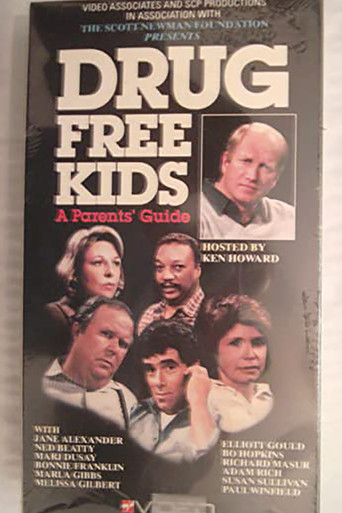 VIDEO ASSOCIATES AND SCP PRODUCTIONS
IN ASSOCIATION WITH
THE SCOTT NEWMAN FOUNDATION
PRESENTS
DRUG
FREE
KIDS
A Parents' Guide
HOSTED BY
KEN HOWARD
WITH
JANE ALEXANDER
NED BEATTY
MARJ DUSAY
BONNIE FRANKLIN
MARLA GIBBS
MELISSA GILBERT
ELLIOTT GOULD
BO HOPKINS
RICHARD MASUR
ADAM RICH
SUSAN SULLIVAN
PAUL WINFIELD